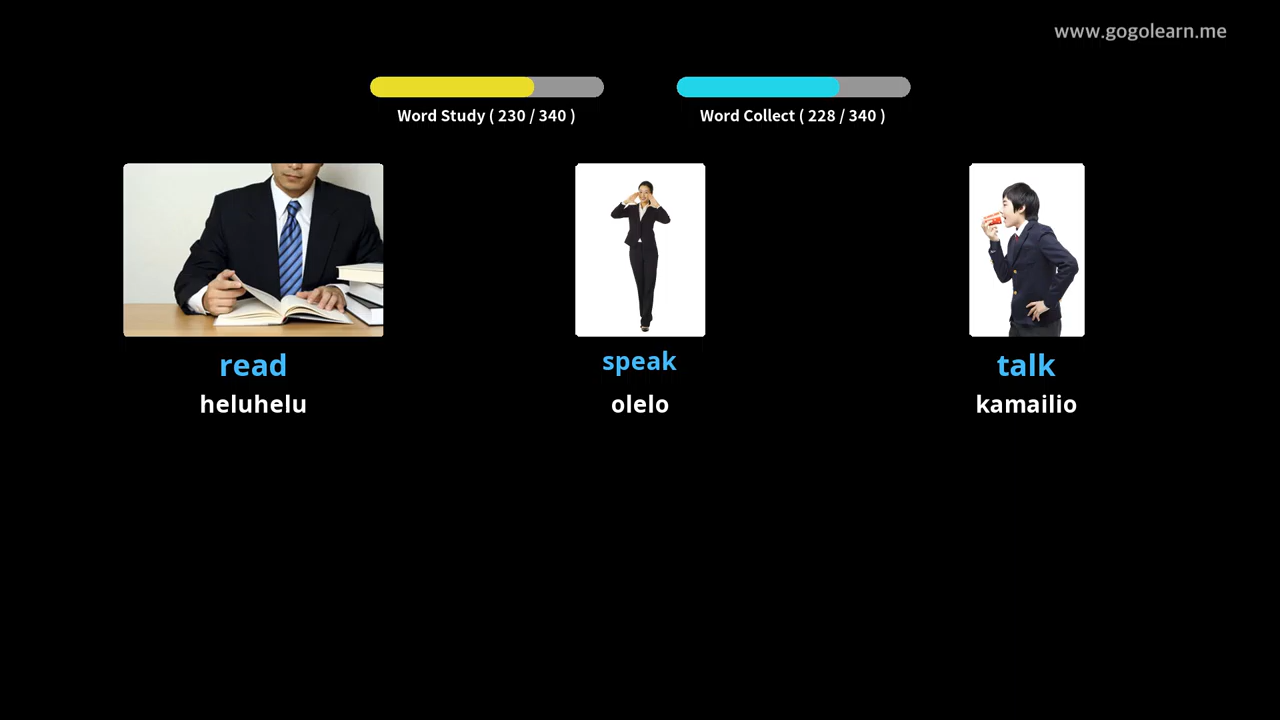 www.gogolearn.me
Word Study ( 230 / 340 )
Word Collect ( 228 / 340 )
read
speak
talk
heluhelu
olelo
kamailio